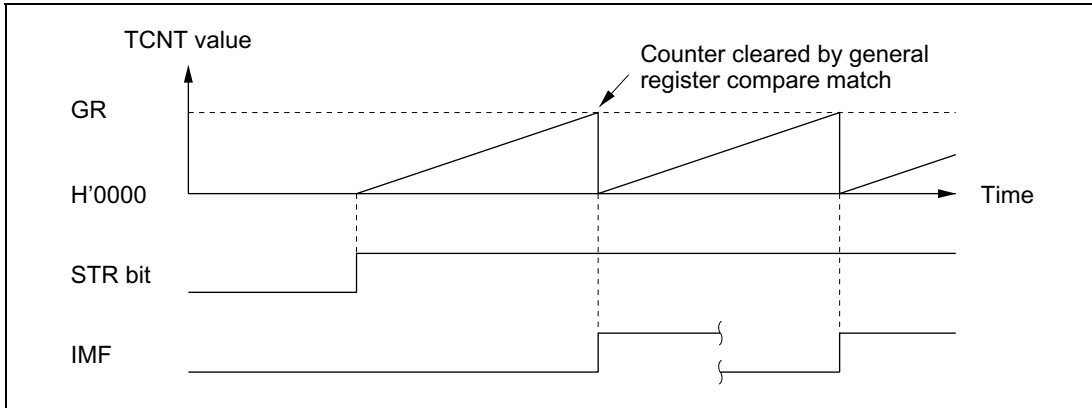 TCNT value
Counter cleared by general
register compare match
GR
H'0000
Time
STR bit
IMF